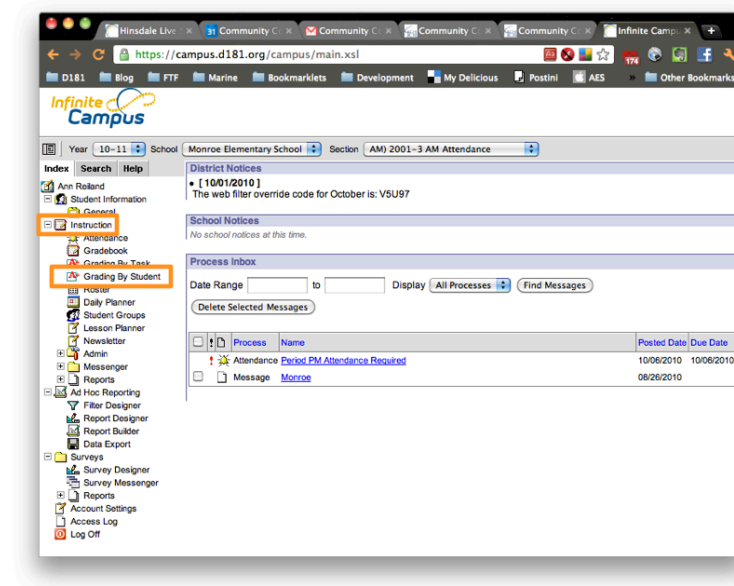 Hinsdale Live
31 Community C
Community C
Community C
Community C
Infinite Camp
https://campus.d181.org/campus/main.xsl
174
D181 Blog FTF Marine Bookmarklets Development My Delicious Postini AES » Other Bookmarks
Infinite
Campus
Year 10-11 School Monroe Elementary School Section AM) 2001-3 AM Attendance
Index Search Help
Ann Reiland
Student Information
General
Instruction
Attendance
Gradebook
Grading By Task
Grading By Student
Roster
Daily Planner
Student Groups
Lesson Planner
Newsletter
Admin
Messenger
Reports
Ad Hoc Reporting
Filter Designer
Report Designer
Report Builder
Data Export
Surveys
Survey Designer
Survey Messenger
Reports
Account Settings
Access Log
Log Off
District Notices
• [ 10/01/2010 ]
The web filter override code for October is: V5U97
School Notices
No school notices at this time.
Process Inbox
Date Range to Display All Processes Find Messages
Delete Selected Messages
! Process Name Posted Date Due Date
! Attendance Period PM Attendance Required 10/06/2010 10/06/2010
Message Monroe 08/26/2010